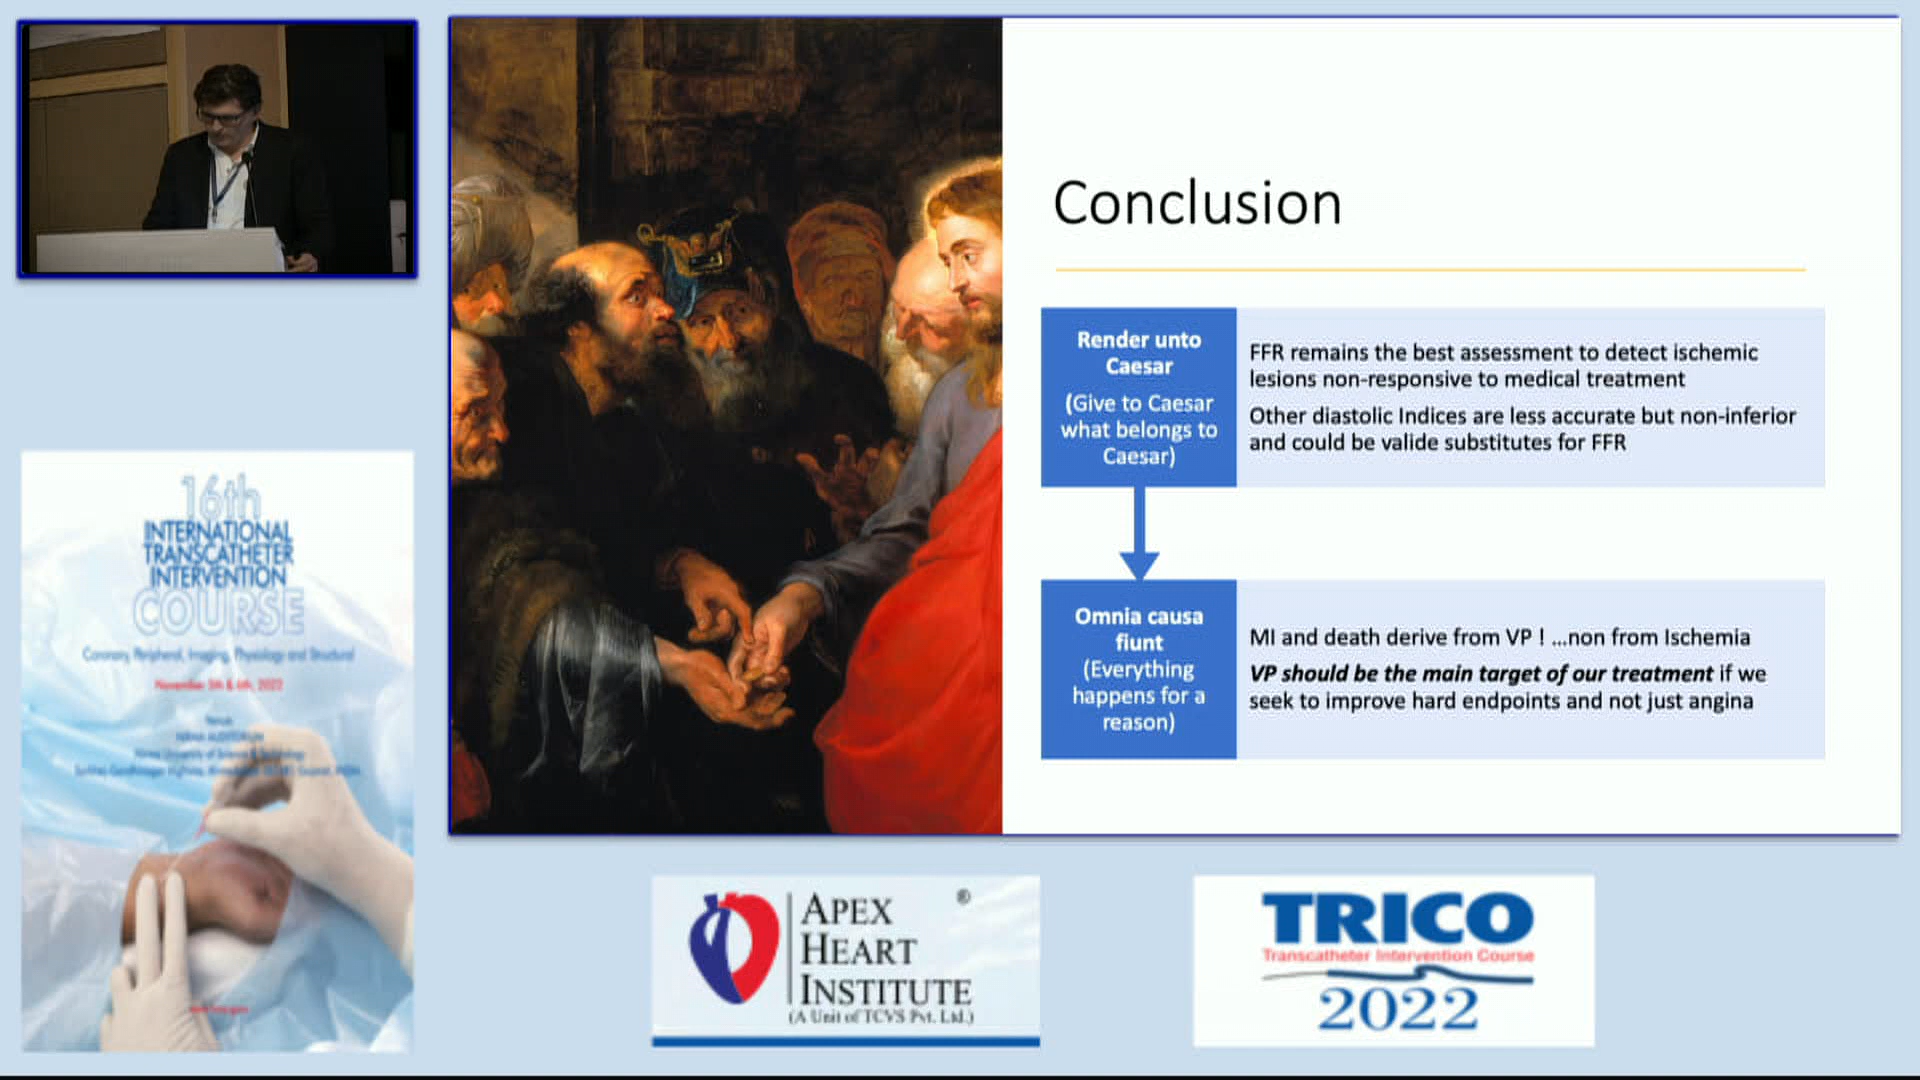 Conclusion
Render unto
Caesar
(Give to Caesar
what belongs to
Caesar)
FFR remains the best assessment to detect ischemic
lesions non-responsive to medical treatment
Other diastolic Indices are less accurate but non-inferior
and could be valide substitutes for FFR
Omnia causa
fiunt
(Everything
happens for a
reason)
MI and death derive from VP ! ...non from Ischemia
VP should be the main target of our treatment if we
seek to improve hard endpoints and not just angina
16th
INTERNATIONAL
TRANSCATHETER
INTERVENTION
COURSE
Coronary, Peripheral, Imaging, Physiology and Structural
November 5th & 6th, 2022
APEX
HEART
INSTITUTE
(A Unit of TCVS Pvt. Ltd.)
®
TRICO
Transcatheter Intervention Course
2022